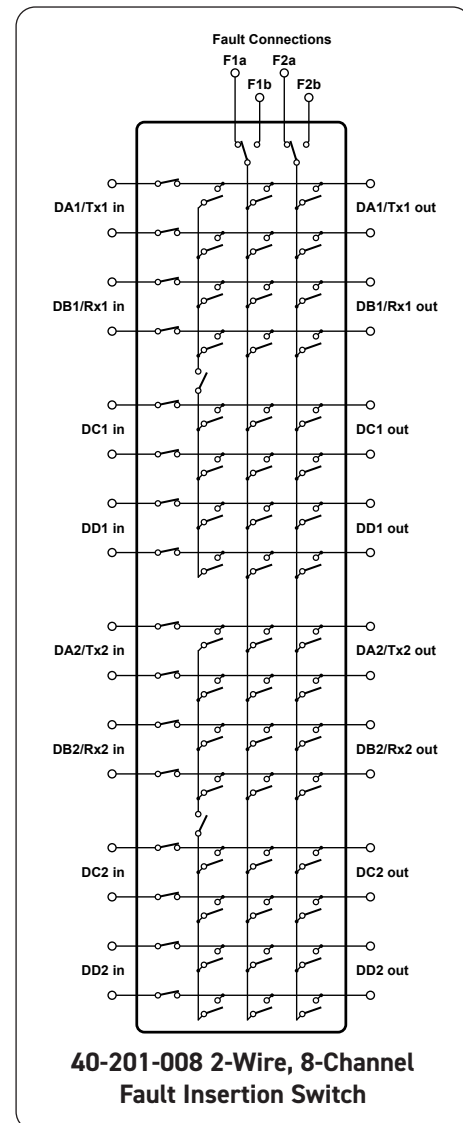 Fault Connections
F1a F2a
F1b F2b
DA1/Tx1 in DA1/Tx1 out
DB1/Rx1 in DB1/Rx1 out
DC1 in DC1 out
DD1 in DD1 out
DA2/Tx2 in DA2/Tx2 out
DB2/Rx2 in DB2/Rx2 out
DC2 in DC2 out
DD2 in DD2 out
40-201-008 2-Wire, 8-Channel
Fault Insertion Switch